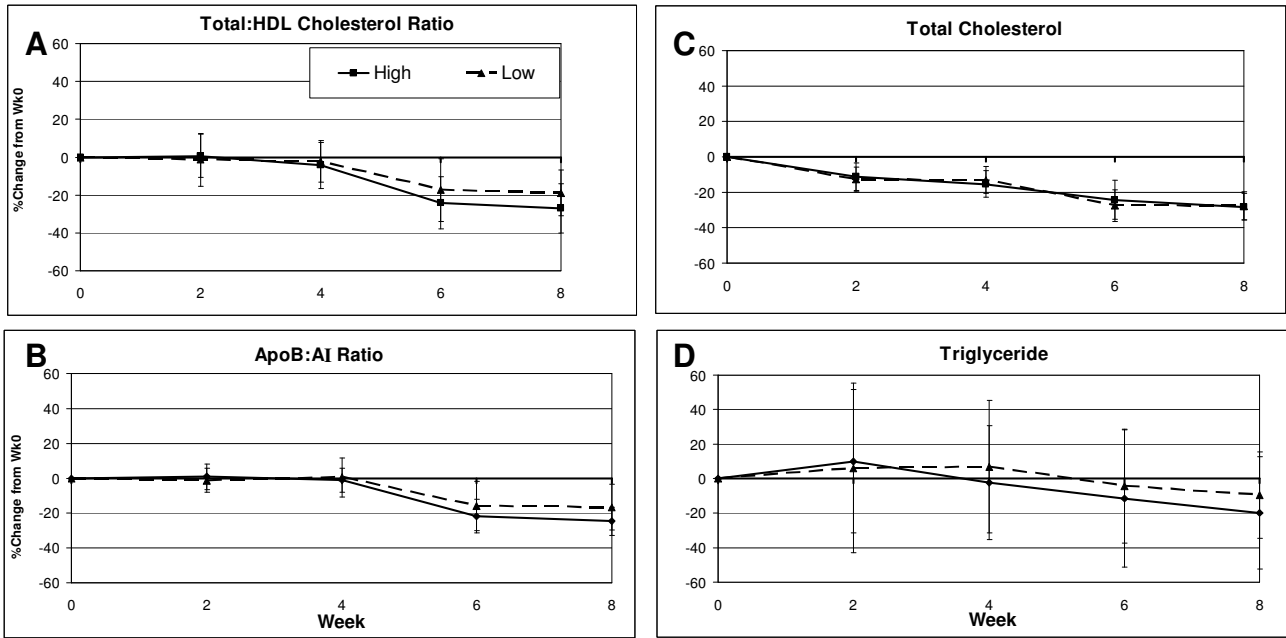 A
Total:HDL Cholesterol Ratio
%Change from Wk0
60
40
20
0
-20
-40
-60
0 2 4 6 8
High Low
C
Total Cholesterol
60
40
20
0
-20
-40
-60
0 2 4 6 8
B
ApoB:AI Ratio
%Change from Wk0
60
40
20
0
-20
-40
-60
0 2 4 6 8
Week
D
Triglyceride
60
40
20
0
-20
-40
-60
0 2 4 6 8
Week